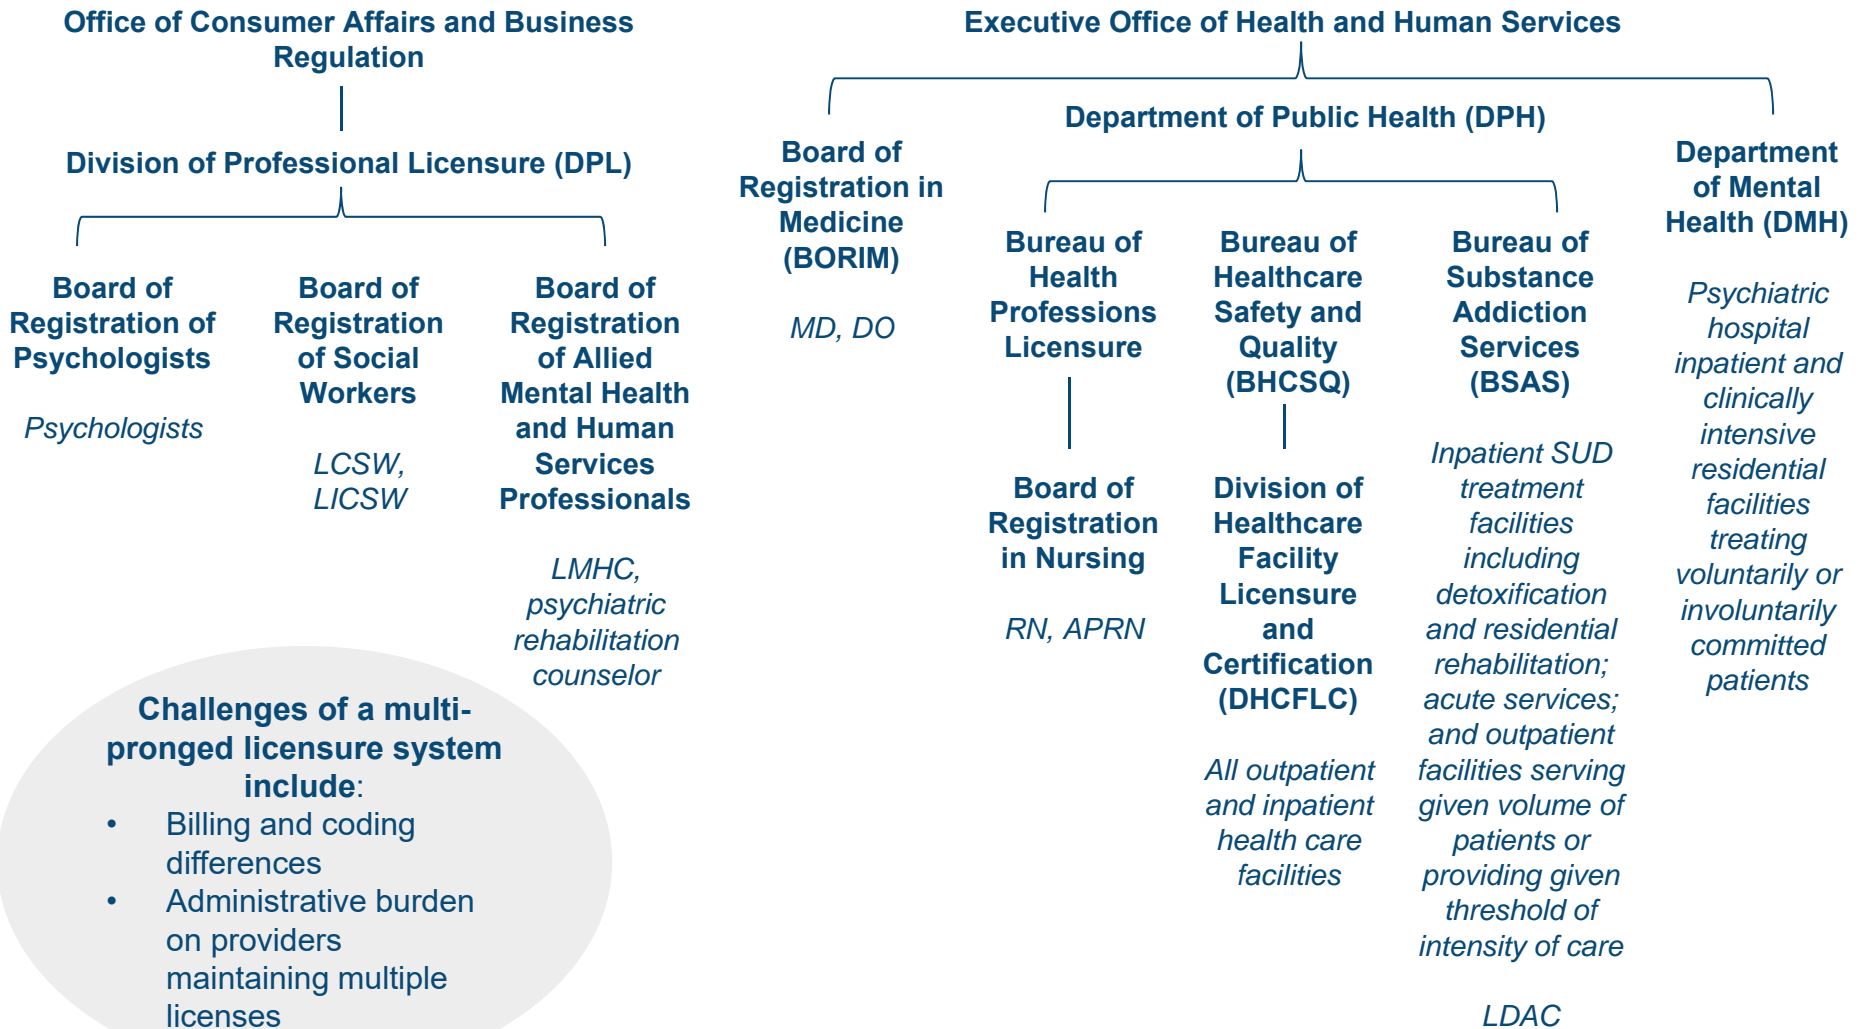 Office of Consumer Affairs and Business
Regulation
Division of Professional Licensure (DPL)
Board of
Registration of
Psychologists
Psychologists
Board of
Registration
of Social
Workers
LCSW,
LICSW
Board of
Registration
of Allied
Mental Health
and Human
Services
Professionals
LMHC,
psychiatric
rehabilitation
counselor
Challenges of a multi-
pronged licensure system
include:
• Billing and coding
differences
• Administrative burden
on providers
maintaining multiple
licenses
Executive Office of Health and Human Services
Board of
Registration in
Medicine
(BORIM)
MD, DO
Department of Public Health (DPH)
Bureau of
Health
Professions
Licensure
Board of
Registration
in Nursing
RN, APRN
Bureau of
Healthcare
Safety and
Quality
(BHCSQ)
Division of
Healthcare
Facility
Licensure
and
Certification
(DHCFLC)
All outpatient
and inpatient
health care
facilities
Bureau of
Substance
Addiction
Services
(BSAS)
Inpatient SUD
treatment
facilities
including
detoxification
and residential
rehabilitation;
acute services;
and outpatient
facilities serving
given volume of
patients or
providing given
threshold of
intensity of care
LDAC
Department
of Mental
Health (DMH)
Psychiatric
hospital
inpatient and
clinically
intensive
residential
facilities
treating
voluntarily or
involuntarily
committed
patients